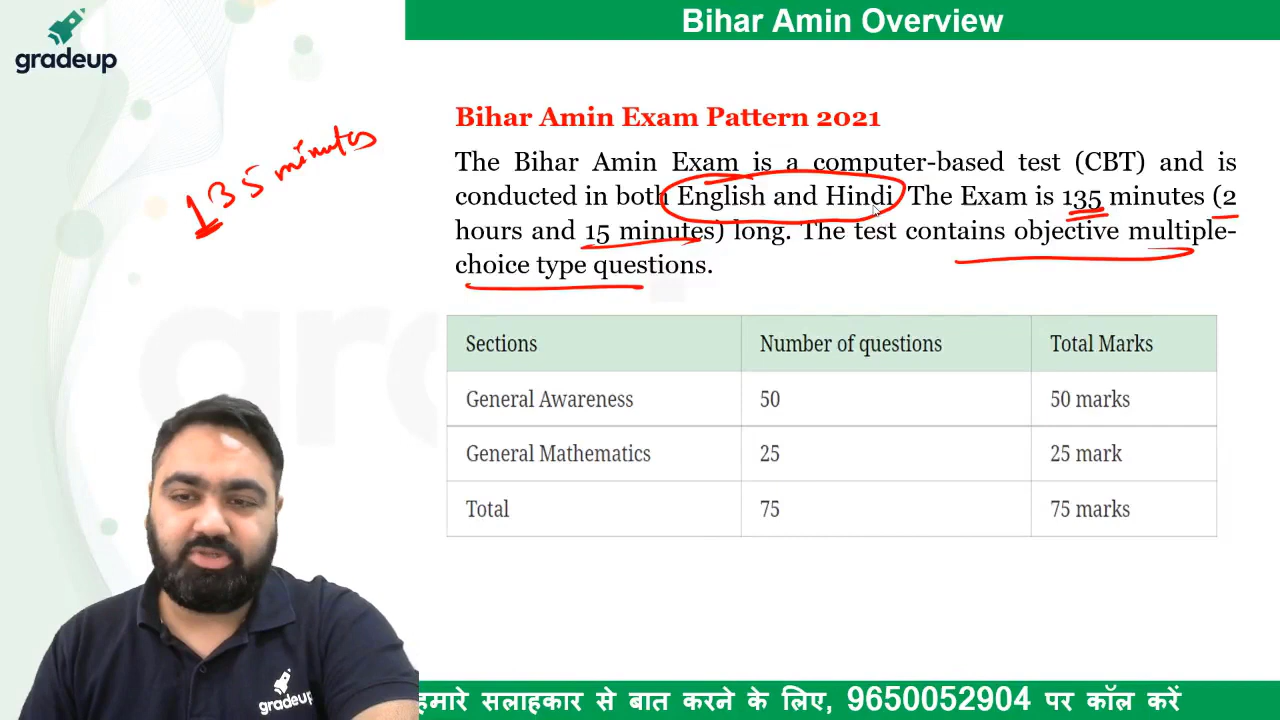 gradeup
Bihar Amin Overview
135 minutes
Bihar Amin Exam Pattern 2021
The Bihar Amin Exam is a computer-based test (CBT) and is
conducted in both English and Hindi. The Exam is 135 minutes (2
hours and 15 minutes) long. The test contains objective multiple-
choice type questions.
Sections Number of questions Total Marks
General Awareness 50 50 marks
General Mathematics 25 25 mark
Total 75 75 marks
gradeup
हमारे सलाहकार से बात करने के लिए, 9650052904 पर कॉल करें